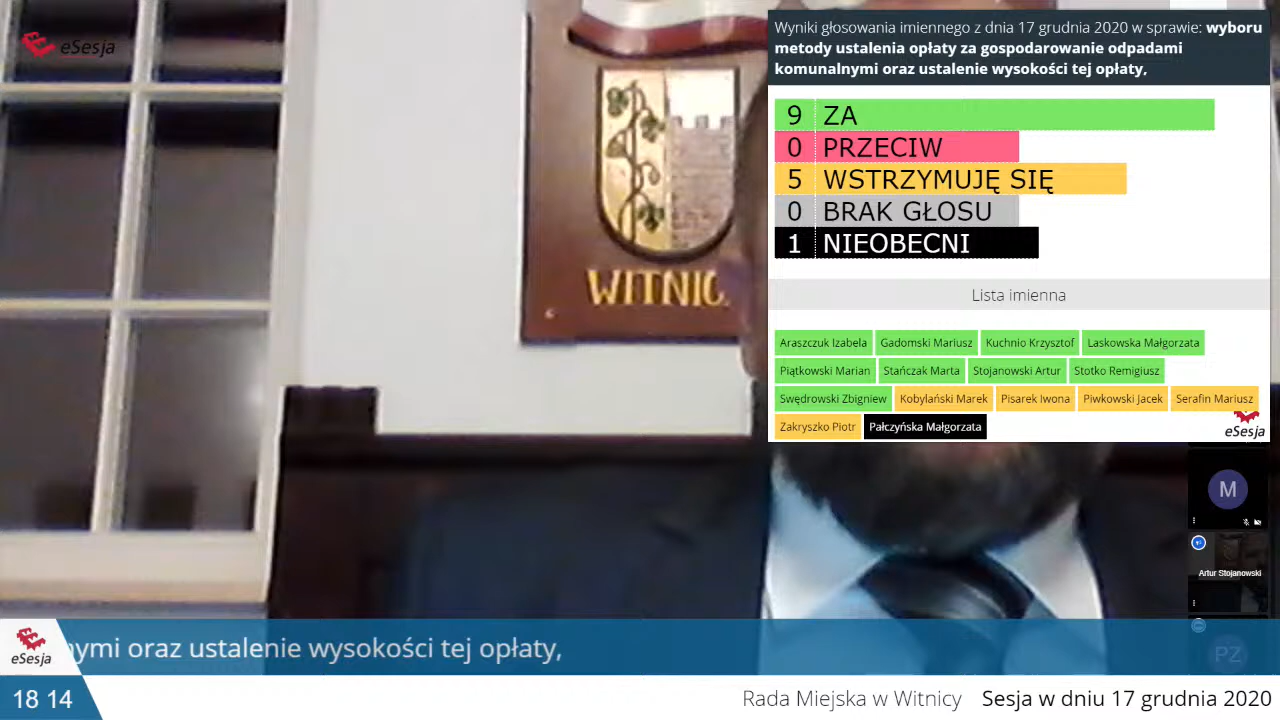 eSesja
Wyniki głosowania imiennego z dnia 17 grudnia 2020 w sprawie: wyboru
metody ustalenia opłaty za gospodarowanie odpadami
komunalnymi oraz ustalenie wysokości tej opłaty,
9 ZA
0 PRZECIW
5 WSTRZYMUJĘ SIĘ
0 BRAK GŁOSU
1 NIEOBECNI
Lista imienna
Araszczuk Izabela Gadomski Mariusz Kuchnio Krzysztof Laskowska Małgorzata
Piątkowski Marian Stańczak Marta Stojanowski Artur Stotko Remigiusz
Swędrowski Zbigniew Kobylański Marek Pisarek Iwona Piwkowski Jacek Serafin Mariusz
Zakryszko Piotr Pałczyńska Małgorzata
eSesja
WITNIC
M
Artur Stojanowski
PZ
eSesja
nymi oraz ustalenie wysokości tej opłaty,
18 14
Rada Miejska w Witnicy Sesja w dniu 17 grudnia 2020